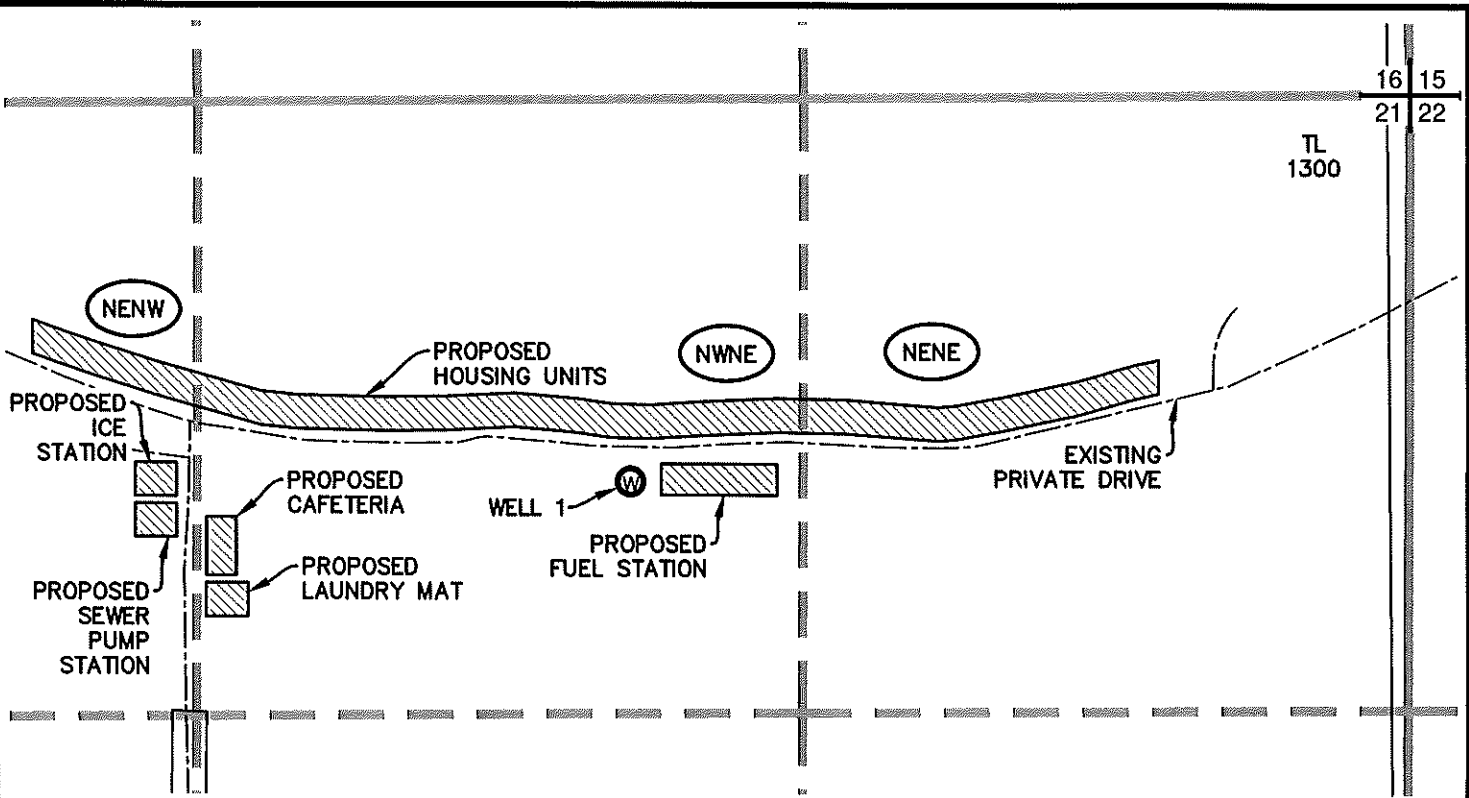 16 15
21 22
TL
1300
NENW
PROPOSED
HOUSING UNITS
NWNE
NENE
PROPOSED
ICE
STATION
PROPOSED
CAFETERIA
WELL 1
W
PROPOSED
FUEL STATION
EXISTING
PRIVATE DRIVE
PROPOSED
LAUNDRY MAT
PROPOSED
SEWER
PUMP
STATION